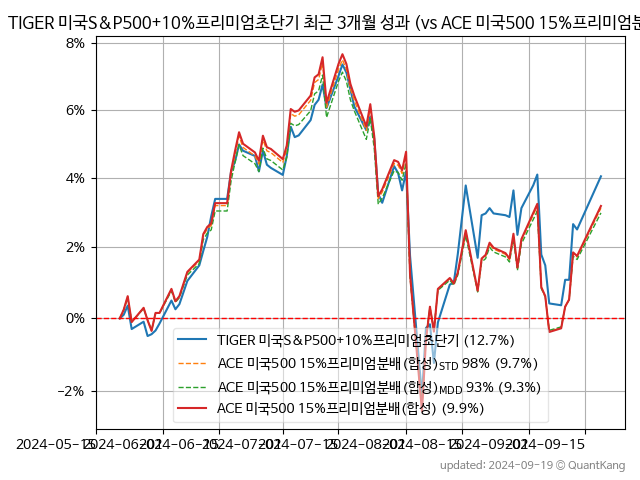 TIGER 미국S&P500+10%프리미엄초단기 최근 3개월 성과 (vs ACE 미국500 15%프리미엄분
8%
6%
4%
2%
0%
−2%
TIGER 미국S&P500+10%프리미엄초단기 (12.7%)
ACE 미국500 15%프리미엄분배(합성)STD 98% (9.7%)
ACE 미국500 15%프리미엄분배(합성)MDD 93% (9.3%)
ACE 미국500 15%프리미엄분배(합성) (9.9%)
2024-05-15 2024-06-01 2024-06-15 2024-07-01 2024-07-15 2024-08-01 2024-08-15 2024-09-01 2024-09-15
updated: 2024-09-19 © QuantKang